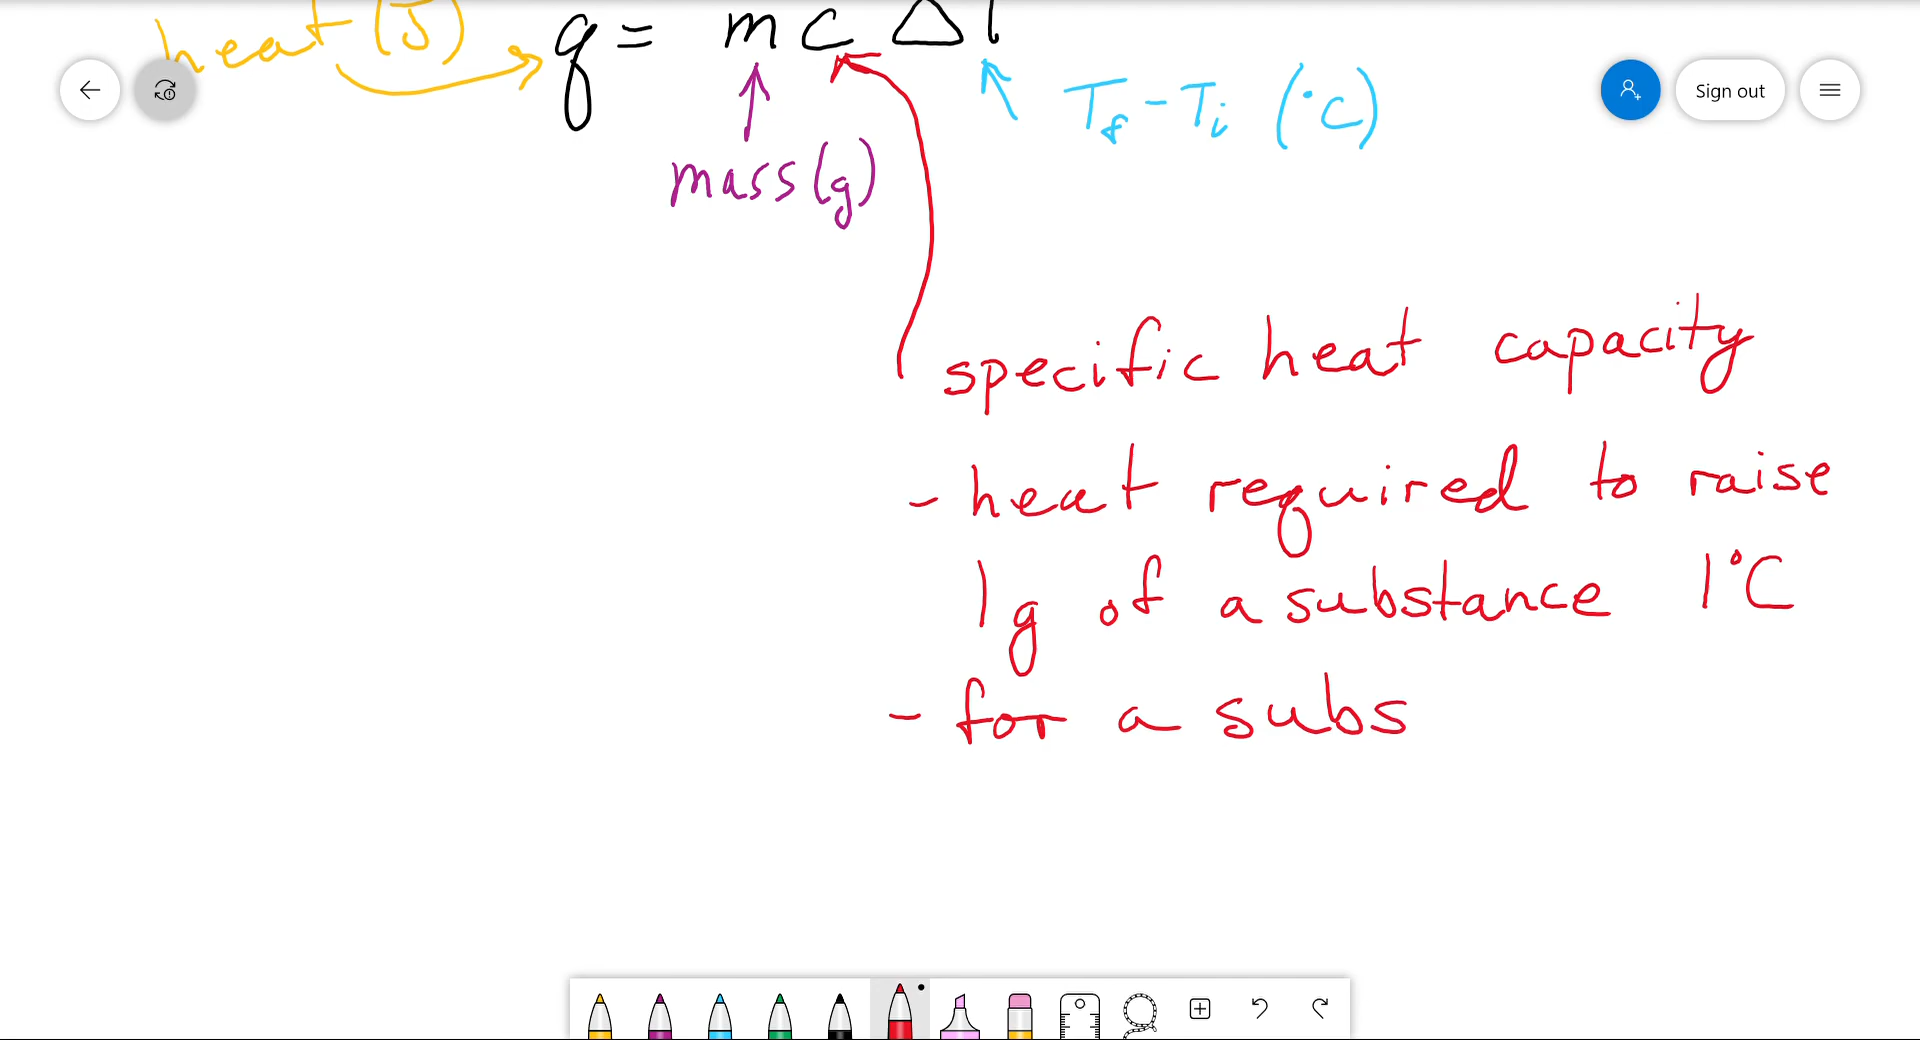 heat (J) q = m c Δ T
Sign out
Tf - Ti (°C)
mass (g)
specific heat capacity
- heat required to raise
1g of a substance 1°C
- for a subs